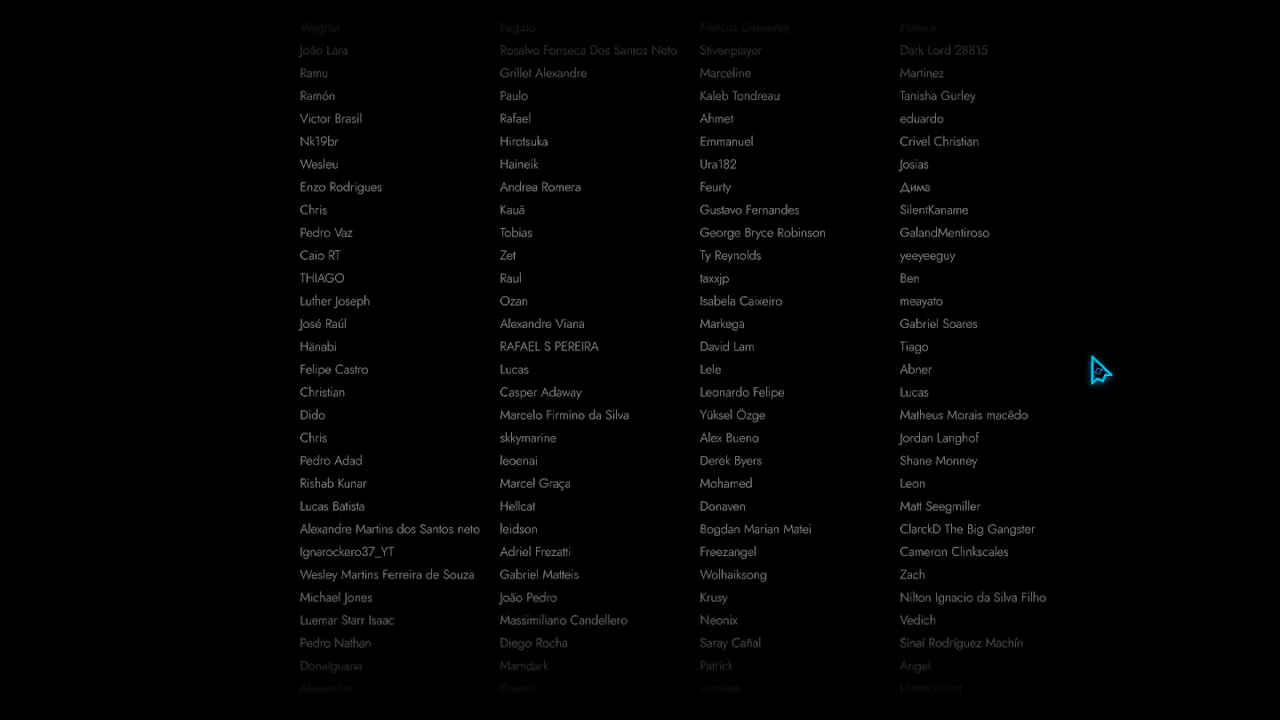 Wagner hagalo Marcus Dasaehly Mateus
João Lara Rosalvo Fonseca Dos Santos Neto Stivenplayer Dark Lord 28815
Ramu Grillet Alexandre Marceline Martinez
Ramón Paulo Kaleb Tondreau Tanisha Gurley
Victor Brasil Rafael Ahmet eduardo
Nk19br Hirotsuka Emmanuel Crivel Christian
Wesleu Haineik Ura182 Josias
Enzo Rodrigues Andrea Romera Feurty Дима
Chris Kauã Gustavo Fernandes SilentKaname
Pedro Vaz Tobias George Bryce Robinson GalandMentiroso
Caio RT Zet Ty Reynolds yeeyeeguy
THIAGO Raul taxxjp Ben
Luther Joseph Ozan Isabela Caixeiro meayato
José Raúl Alexandre Viana Markega Gabriel Soares
Hänabi RAFAEL S PEREIRA David Lam Tiago
Felipe Castro Lucas Lele Abner
Christian Casper Adaway Leonardo Felipe Lucas
Dido Marcelo Firmino da Silva Yüksel Özge Matheus Morais macêdo
Chris skkymarine Alex Bueno Jordan Langhof
Pedro Adad leoenai Derek Byers Shane Monney
Rishab Kunar Marcel Graça Mohamed Leon
Lucas Batista Hellcat Donaven Matt Seegmiller
Alexandre Martins dos Santos neto leidson Bogdan Marian Matei ClarckD The Big Gangster
Ignarockero37_YT Adriel Frezatti Freezangel Cameron Clinkscales
Wesley Martins Ferreira de Souza Gabriel Matteis Wolhaiksong Zach
Michael Jones João Pedro Krusy Nilton Ignacio da Silva Filho
Luemar Starr Isaac Massimiliano Candellero Neonix Vedich
Pedro Nathan Diego Rocha Saray Cañal Sinaí Rodríguez Machín
DonaIguana Martidark Patrick Angel
Alexander